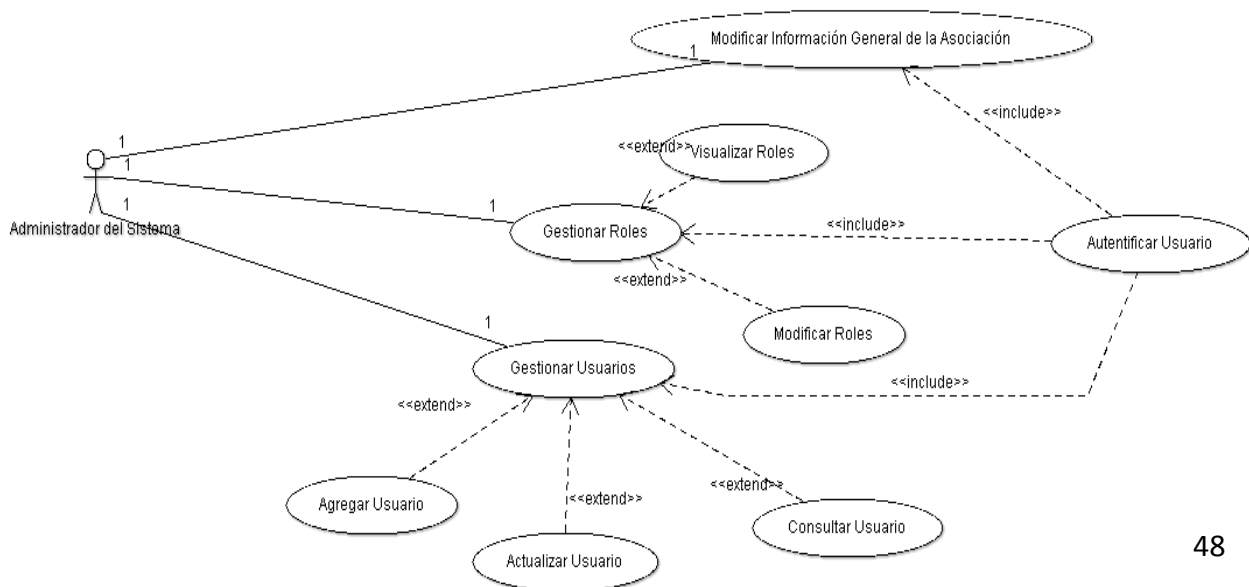 Modificar Información General de la Asociación
1
<<include>>
<<extend>>
Visualizar Roles
1
1
1
1
Administrador del Sistema
Gestionar Roles
<<include>>
Autentificar Usuario
<<extend>>
Modificar Roles
1
Gestionar Usuarios
<<include>>
<<extend>>
Agregar Usuario
<<extend>>
<<extend>>
Consultar Usuario
Actualizar Usuario
48